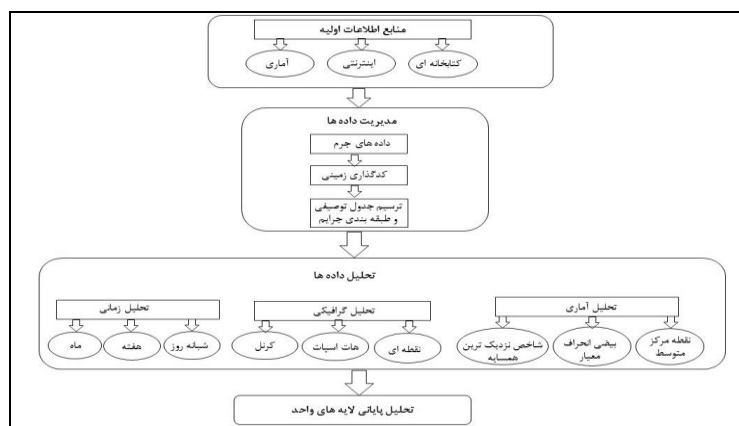 منابع اطلاعات اولیه
کتابخانه ای
اینترنتی
آماری
مدیریت داده ها
داده های جرم
کدگذاری زمینی
ترسیم جدول توصیفی
و طبقه بندی جرایم
تحلیل داده ها
تحلیل آماری
نقطه مرکز
متوسط
بیضی انحراف
معیار
شاخص نزدیک ترین
همسایه
تحلیل گرافیکی
نقطه ای
هات اسپات
کرنل
تحلیل زمانی
شبانه روز
هفته
ماه
تحلیل پایانی لایه های واحد